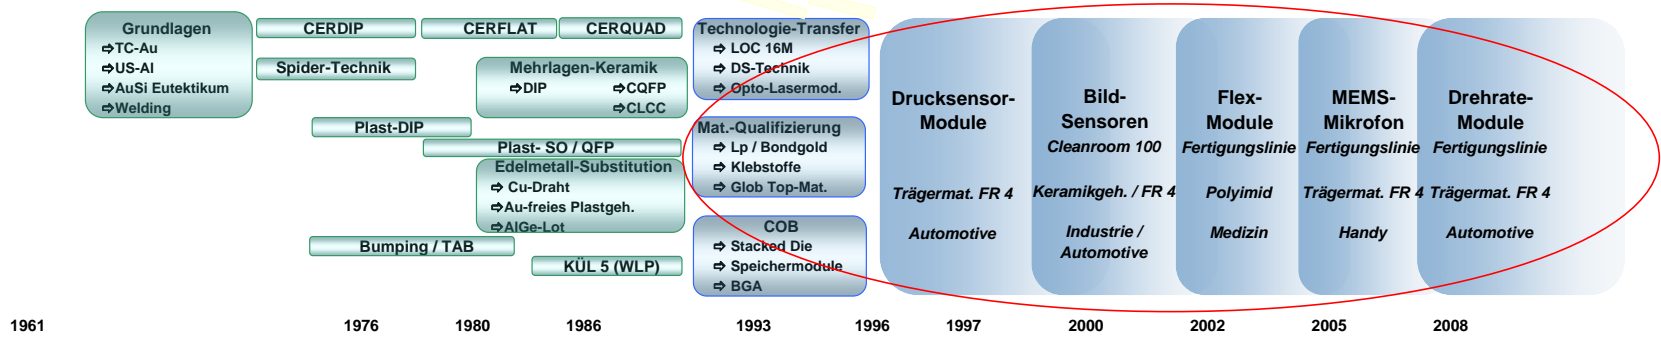 Grundlagen
⇨TC-Au
⇨US-Al
⇨AuSi Eutektikum
⇨Welding
CERDIP
CERFLAT
CERQUAD
Spider-Technik
Mehrlagen-Keramik
⇨DIP ⇨CQFP
⇨CLCC
Plast-DIP
Plast- SO / QFP
Edelmetall-Substitution
⇨ Cu-Draht
⇨Au-freies Plastgeh.
⇨AlGe-Lot
Bumping / TAB
KÜL 5 (WLP)
Technologie-Transfer
⇨ LOC 16M
⇨ DS-Technik
⇨ Opto-Lasermod.
Mat.-Qualifizierung
⇨ Lp / Bondgold
⇨ Klebstoffe
⇨ Glob Top-Mat.
COB
⇨ Stacked Die
⇨ Speichermodule
⇨ BGA
Drucksensor-
Module
Trägermat. FR 4
Automotive
Bild-
Sensoren
Cleanroom 100
Keramikgeh. / FR 4
Industrie /
Automotive
Flex-
Module
Fertigungslinie
Polyimid
Medizin
MEMS-
Mikrofon
Fertigungslinie
Trägermat. FR 4
Handy
Drehrate-
Module
Fertigungslinie
Trägermat. FR 4
Automotive
1961 1976 1980 1986 1993 1996 1997 2000 2002 2005 2008